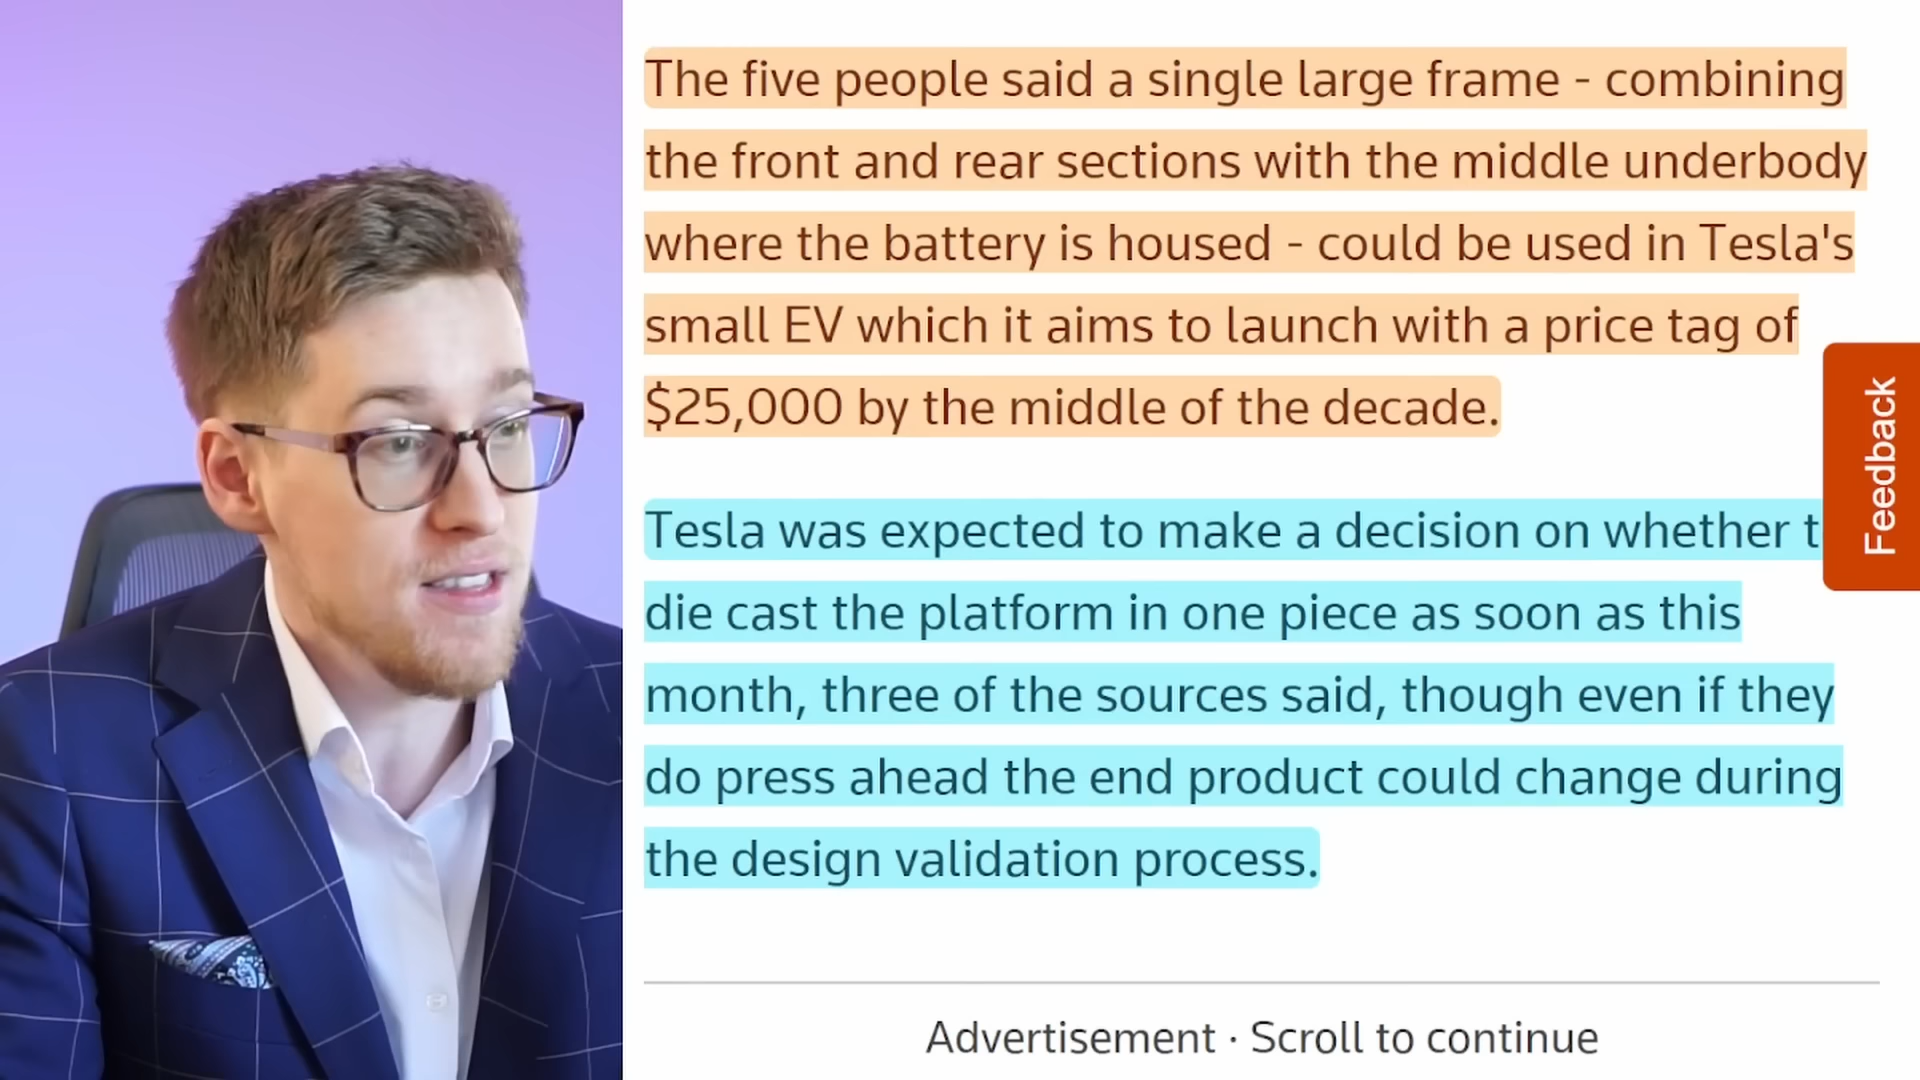 The five people said a single large frame - combining
the front and rear sections with the middle underbody
where the battery is housed - could be used in Tesla's
small EV which it aims to launch with a price tag of
$25,000 by the middle of the decade.
Tesla was expected to make a decision on whether
die cast the platform in one piece as soon as this
month, three of the sources said, though even if they
do press ahead the end product could change during
the design validation process.
Feedback
Advertisement · Scroll to continue